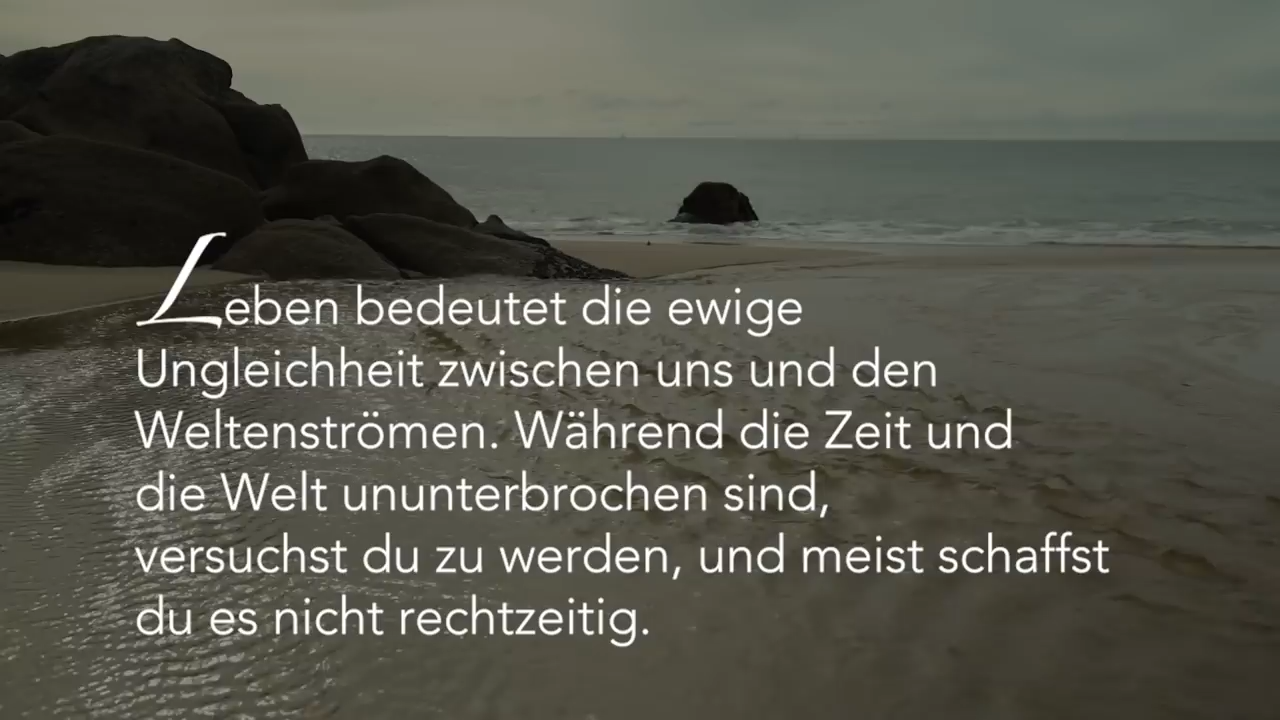 Leben bedeutet die ewige
Ungleichheit zwischen uns und den
Weltenströmen. Während die Zeit und
die Welt ununterbrochen sind,
versuchst du zu werden, und meist schaffst
du es nicht rechtzeitig.